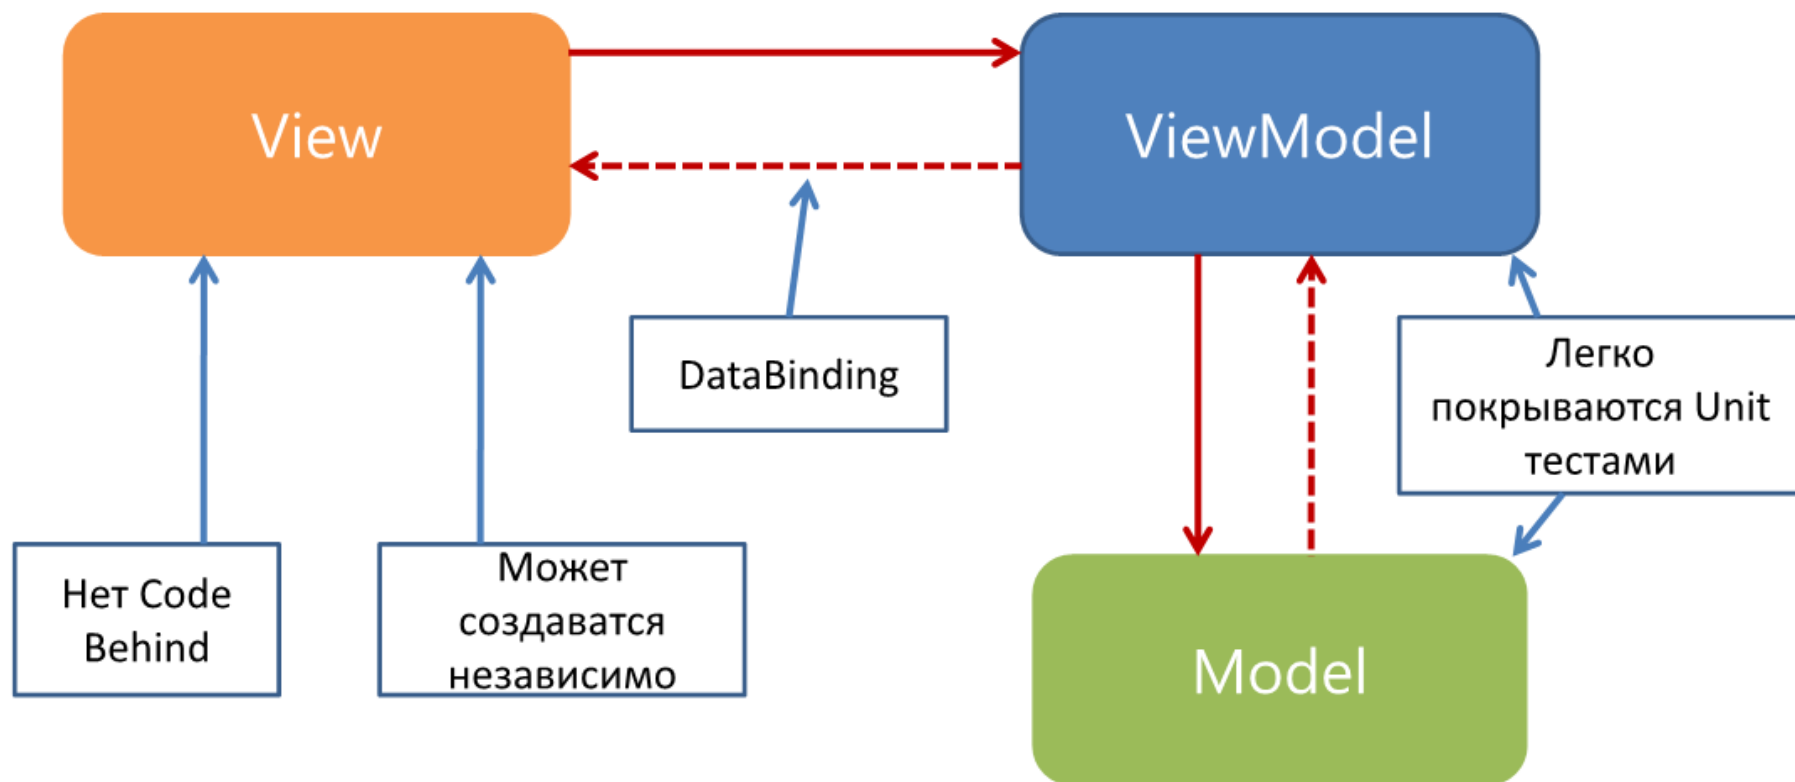 View
ViewModel
DataBinding
Легко
покрываются Unit
тестами
Нет Code
Behind
Может
создаватся
независимо
Model